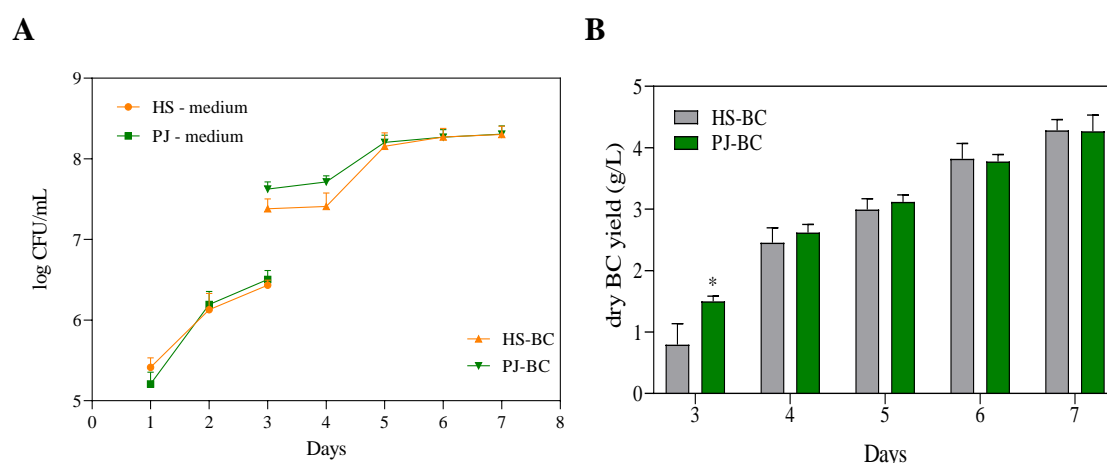 A
9
8
7
6
5
log CFU/mL
HS - medium
PJ - medium
HS-BC
PJ-BC
0 1 2 3 4 5 6 7 8
Days
B
5
4
3
2
1
0
dry BC yield (g/L)
HS-BC
PJ-BC
*
3 4 5 6 7
Days